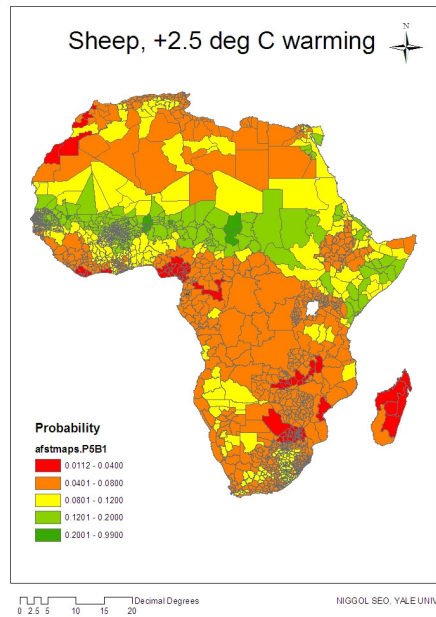 Sheep, +2.5 deg C warming
N
Probability
afstmaps.P5B1
0.0112 - 0.0400
0.0401 - 0.0800
0.0801 - 0.1200
0.1201 - 0.2000
0.2001 - 0.9900
Decimal Degrees
0 2.5 5 10 15 20
NIGGOL SEO, YALE UNIV